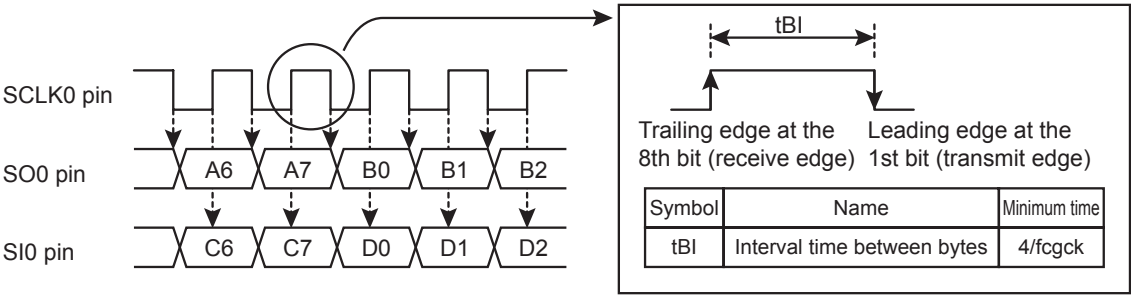 tBI
SCLK0 pin
Trailing edge at the
8th bit (receive edge)
Leading edge at the
1st bit (transmit edge)
SO0 pin
A6 A7 B0 B1 B2
SI0 pin
C6 C7 D0 D1 D2
Symbol Name Minimum time
tBI Interval time between bytes 4/fcgck